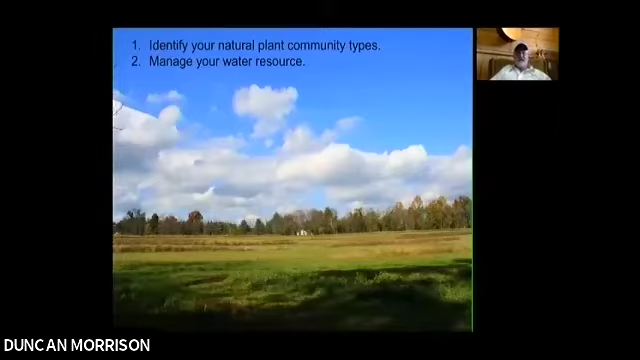 1. Identify your natural plant community types.
2. Manage your water resource.
DUNCAN MORRISON